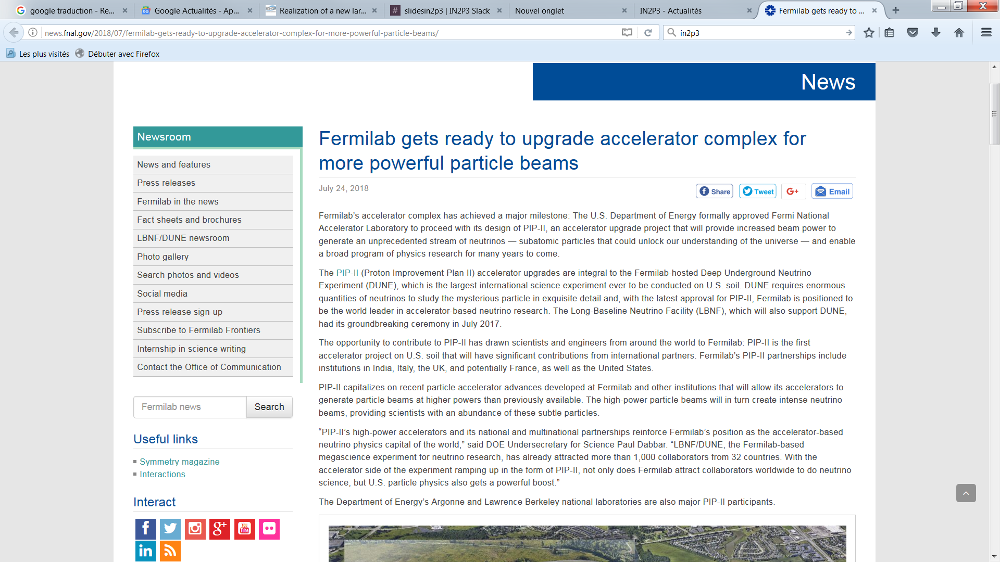 google traduction - Re...
Google Actualités - Ap...
Realization of a new lar...
slidesin2p3 | IN2P3 Slack
Nouvel onglet
IN2P3 - Actualités
Fermilab gets ready to ...
news.fnal.gov/2018/07/fermilab-gets-ready-to-upgrade-accelerator-complex-for-more-powerful-particle-beams/
in2p3
Les plus visités
Débuter avec Firefox
News
Newsroom
News and features
Press releases
Fermilab in the news
Fact sheets and brochures
LBNF/DUNE newsroom
Photo gallery
Search photos and videos
Social media
Press release sign-up
Subscribe to Fermilab Frontiers
Internship in science writing
Contact the Office of Communication
Fermilab news
Search
Useful links
Symmetry magazine
Interactions
Interact
g+
You
Tube
in
Fermilab gets ready to upgrade accelerator complex for
more powerful particle beams
July 24, 2018
Share
Tweet
G+
Email
Fermilab’s accelerator complex has achieved a major milestone: The U.S. Department of Energy formally approved Fermi National
Accelerator Laboratory to proceed with its design of PIP-II, an accelerator upgrade project that will provide increased beam power to
generate an unprecedented stream of neutrinos — subatomic particles that could unlock our understanding of the universe — and enable
a broad program of physics research for many years to come.
The PIP-II (Proton Improvement Plan II) accelerator upgrades are integral to the Fermilab-hosted Deep Underground Neutrino
Experiment (DUNE), which is the largest international science experiment ever to be conducted on U.S. soil. DUNE requires enormous
quantities of neutrinos to study the mysterious particle in exquisite detail and, with the latest approval for PIP-II, Fermilab is positioned to
be the world leader in accelerator-based neutrino research. The Long-Baseline Neutrino Facility (LBNF), which will also support DUNE,
had its groundbreaking ceremony in July 2017.
The opportunity to contribute to PIP-II has drawn scientists and engineers from around the world to Fermilab: PIP-II is the first
accelerator project on U.S. soil that will have significant contributions from international partners. Fermilab’s PIP-II partnerships include
institutions in India, Italy, the UK, and potentially France, as well as the United States.
PIP-II capitalizes on recent particle accelerator advances developed at Fermilab and other institutions that will allow its accelerators to
generate particle beams at higher powers than previously available. The high-power particle beams will in turn create intense neutrino
beams, providing scientists with an abundance of these subtle particles.
“PIP-II’s high-power accelerators and its national and multinational partnerships reinforce Fermilab’s position as the accelerator-based
neutrino physics capital of the world,” said DOE Undersecretary for Science Paul Dabbar. “LBNF/DUNE, the Fermilab-based
megascience experiment for neutrino research, has already attracted more than 1,000 collaborators from 32 countries. With the
accelerator side of the experiment ramping up in the form of PIP-II, not only does Fermilab attract collaborators worldwide to do neutrino
science, but U.S. particle physics also gets a powerful boost.”
The Department of Energy’s Argonne and Lawrence Berkeley national laboratories are also major PIP-II participants.